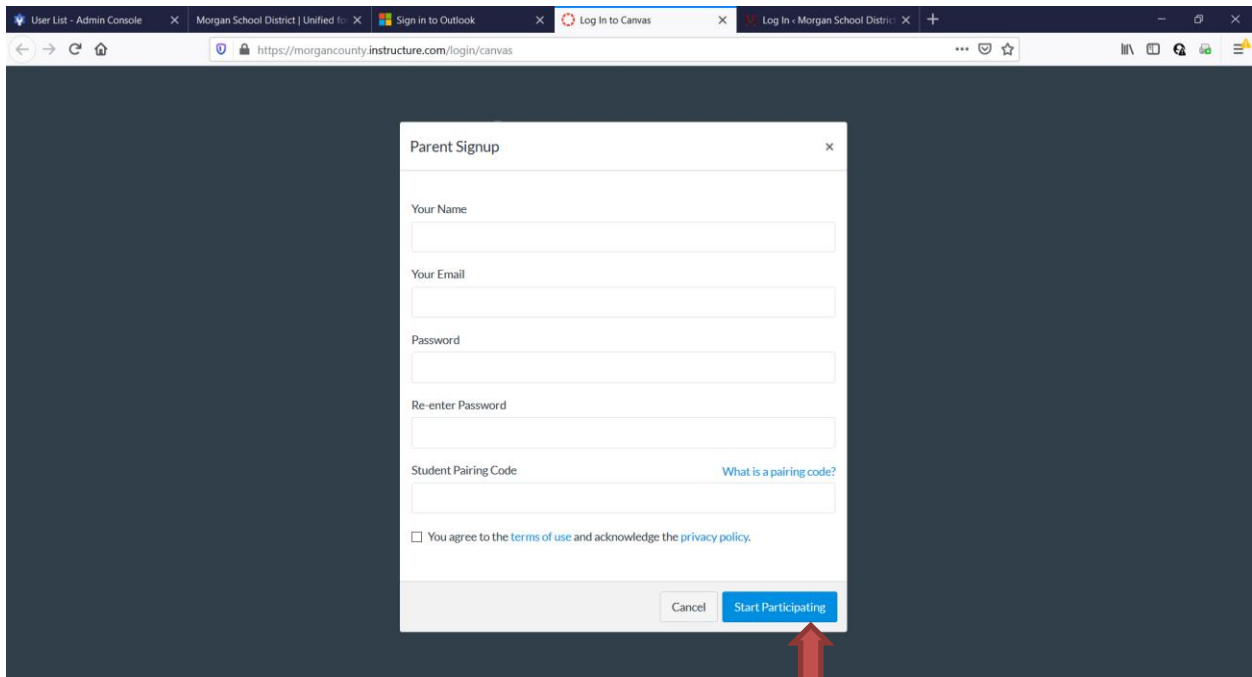 User List - Admin Console
Morgan School District | Unified fo
Sign in to Outlook
Log In to Canvas
Log In ‹ Morgan School Distric
https://morgancounty.instructure.com/login/canvas
Parent Signup
Your Name
Your Email
Password
Re-enter Password
Student Pairing Code What is a pairing code?
You agree to the terms of use and acknowledge the privacy policy.
Cancel Start Participating